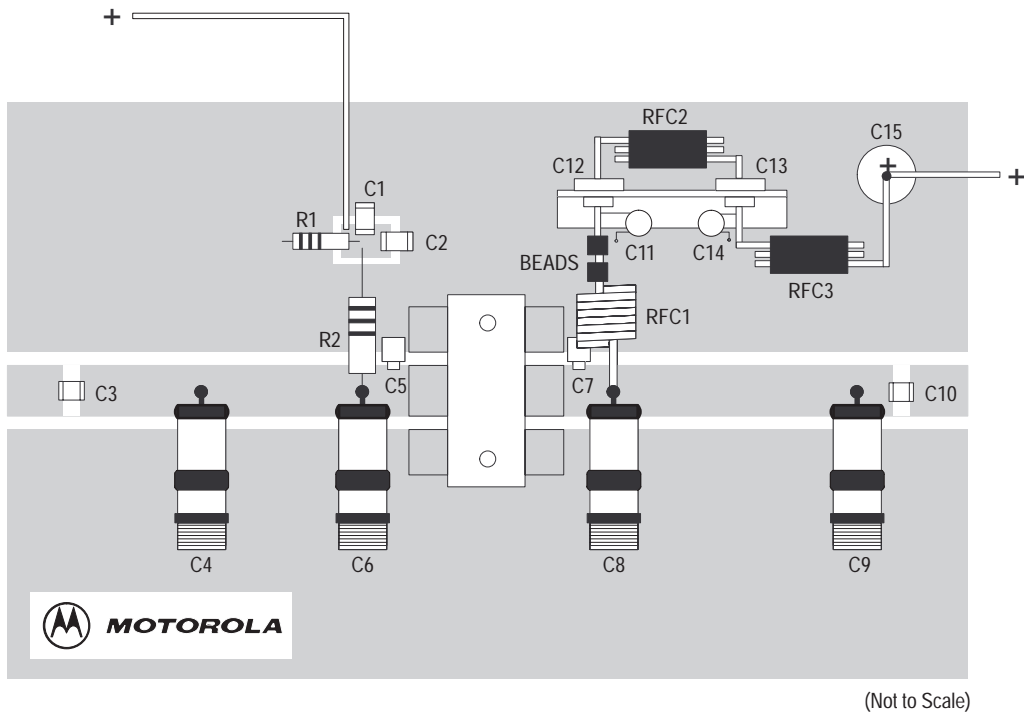 +
RFC2
C15
C12
C13
+
+
C1
R1
C2
C11
C14
BEADS
RFC3
RFC1
R2
C5
C7
C3
C10
C4
C6
C8
C9
MOTOROLA
(Not to Scale)